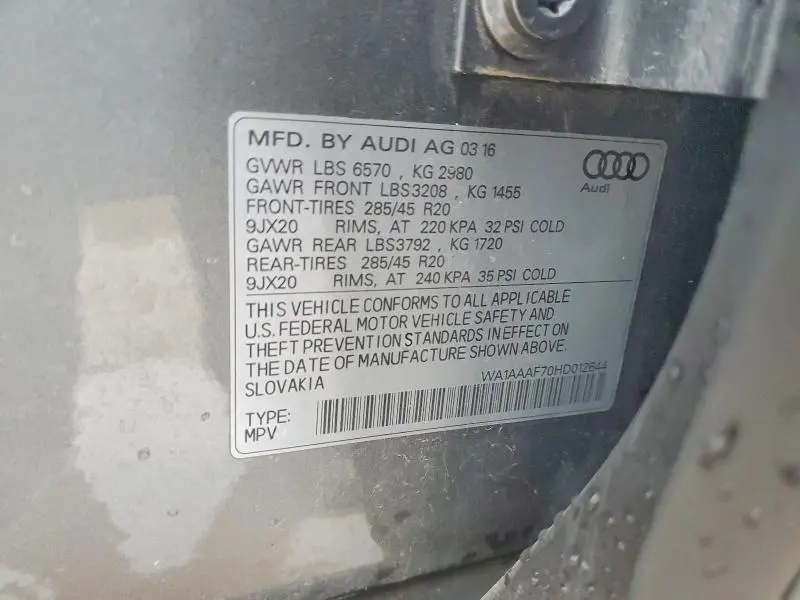 MFD. BY AUDI AG 03 16
GVWR LBS 6570 , KG 2980
GAWR FRONT LBS3208 , KG 1455
FRONT-TIRES 285/45 R20
9JX20 RIMS, AT 220 KPA 32 PSI COLD
GAWR REAR LBS3792 , KG 1720
REAR-TIRES 285/45 R20
9JX20 RIMS, AT 240 KPA 35 PSI COLD
Audi
THIS VEHICLE CONFORMS TO ALL APPLICABLE
U.S. FEDERAL MOTOR VEHICLE SAFETY AND
THEFT PREVENTION STANDARDS IN EFFECT ON
THE DATE OF MANUFACTURE SHOWN ABOVE.
SLOVAKIA
WA1AAAF70HD012644
TYPE:
MPV